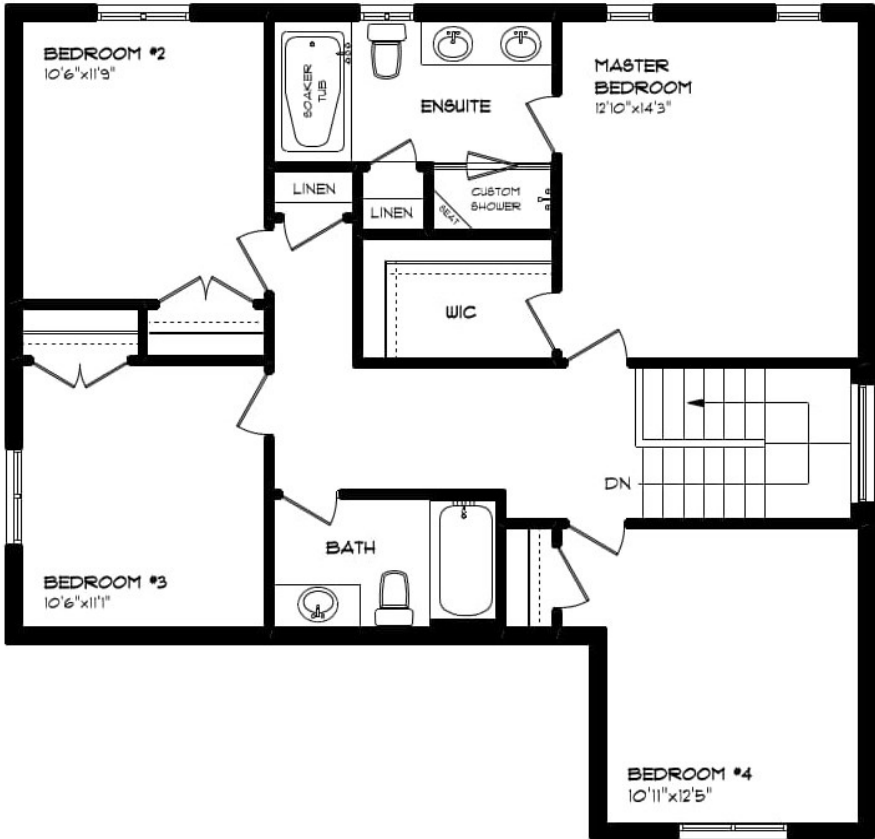 BEDROOM #2
10'6"x11'9"
SOAKER
TUB
ENSUITE
MASTER
BEDROOM
12'10"x14'3"
LINEN
LINEN
CUSTOM
SHOWER
SEAT
WIC
DN
BATH
BEDROOM #3
10'6"x11'1"
BEDROOM #4
10'11"x12'5"